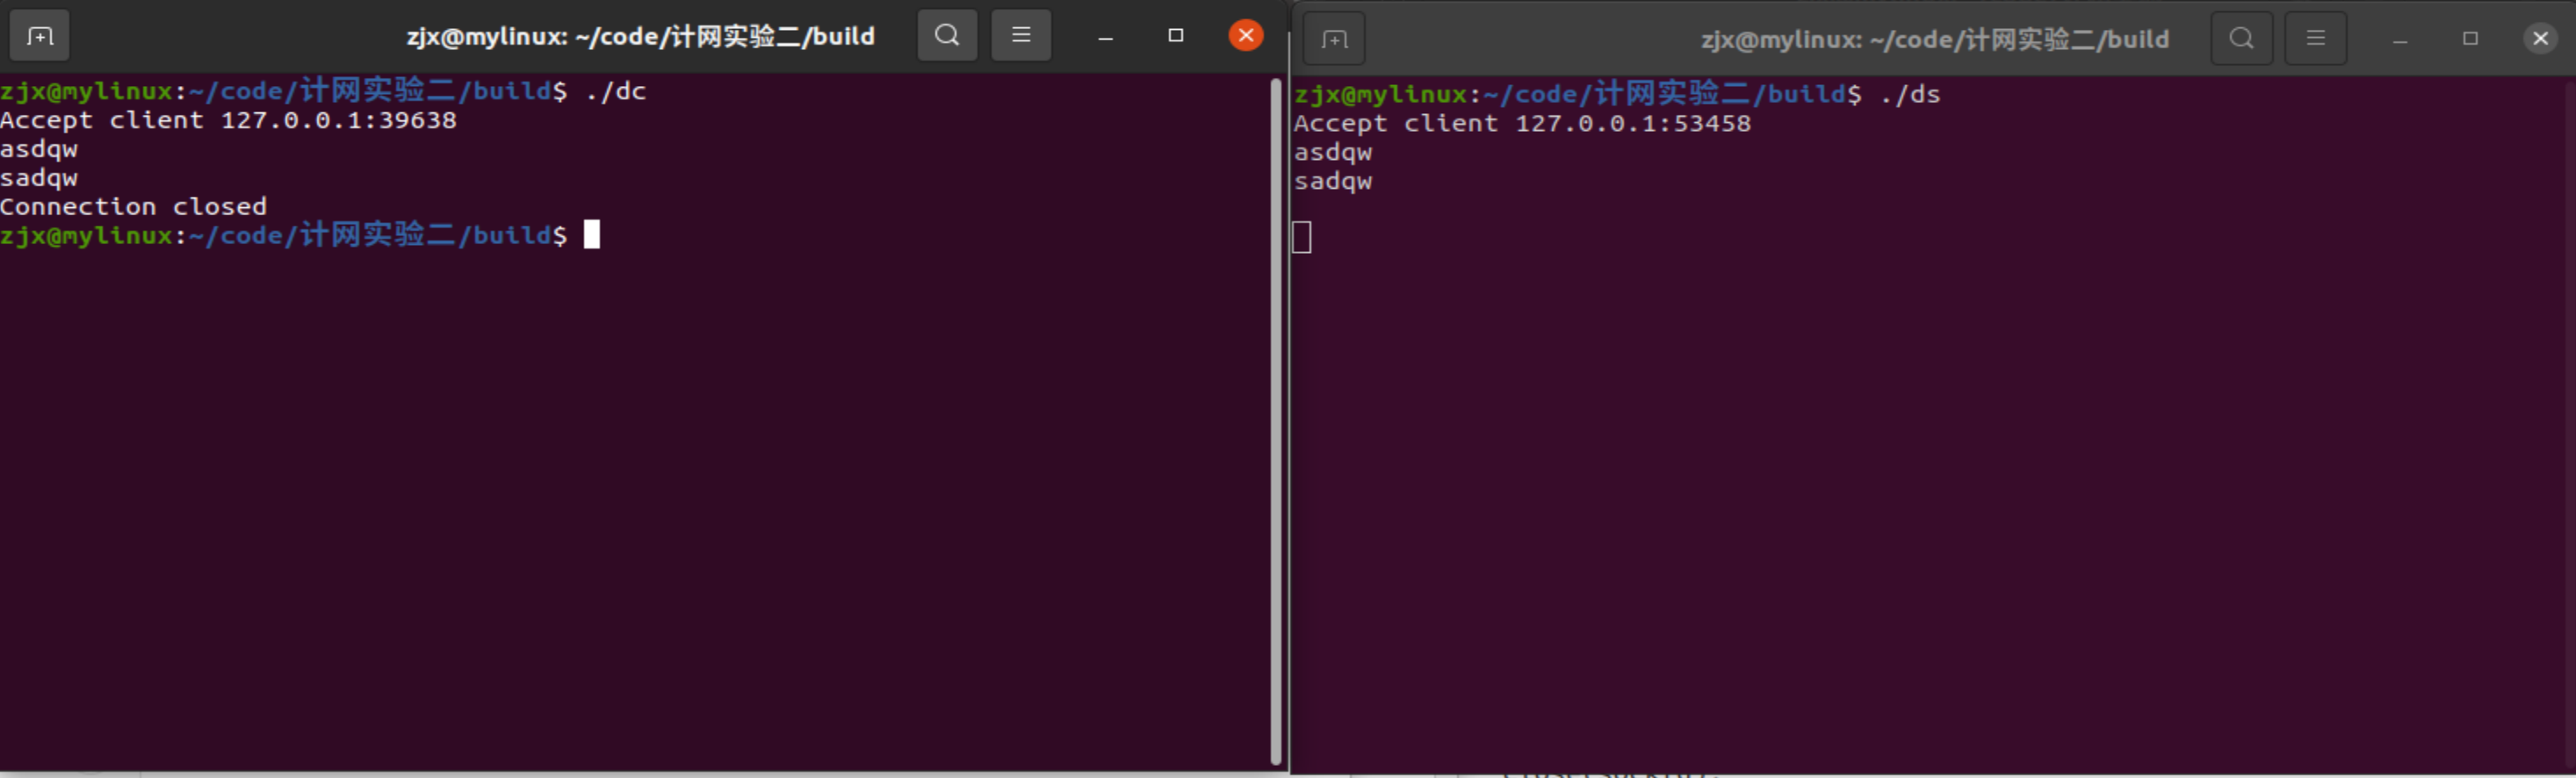 zjx@mylinux: ~/code/计网实验二/build
zjx@mylinux:~/code/计网实验二/build$ ./dc
Accept client 127.0.0.1:39638
asdqw
sadqw
Connection closed
zjx@mylinux:~/code/计网实验二/build$
zjx@mylinux: ~/code/计网实验二/build
zjx@mylinux:~/code/计网实验二/build$ ./ds
Accept client 127.0.0.1:53458
asdqw
sadqw